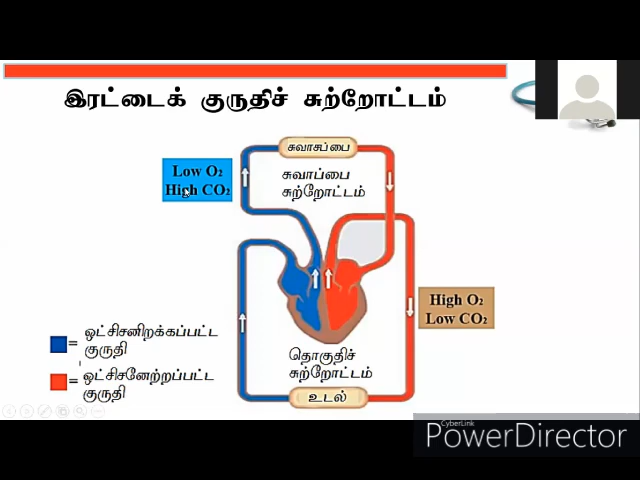 இரட்டைக் குருதிச் சுற்றோட்டம்
சுவாசப்பை
Low O₂
High CO₂
சுவாப்பை
சுற்றோட்டம்
High O₂
Low CO₂
ஒட்சிசனிறக்கப்பட்ட
குருதி
=
ஒட்சிசனேற்றப்பட்ட
குருதி
=
தொகுதிச்
சுற்றோட்டம்
உடல்
CyberLink
PowerDirector